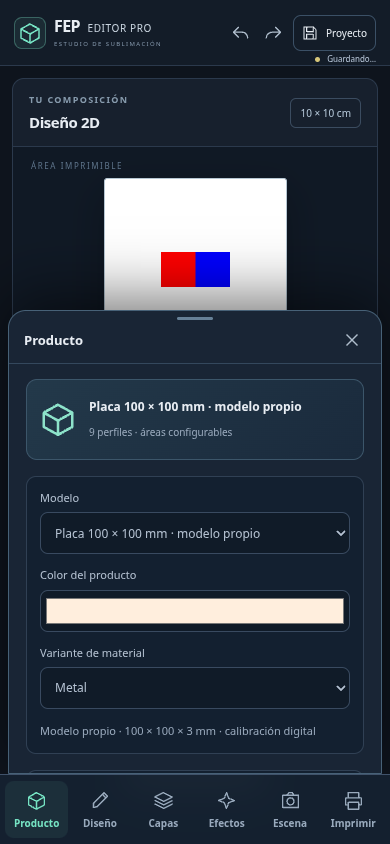 FEP EDITOR PRO
ESTUDIO DE SUBLIMACIÓN
Proyecto
Guardando...
TU COMPOSICIÓN
Diseño 2D
10 × 10 cm
ÁREA IMPRIMIBLE
Producto
Placa 100 × 100 mm · modelo propio
9 perfiles · áreas configurables
Modelo
Placa 100 × 100 mm · modelo propio
Color del producto
Variante de material
Metal
Modelo propio · 100 × 100 × 3 mm · calibración digital
Producto
Diseño
Capas
Efectos
Escena
Imprimir